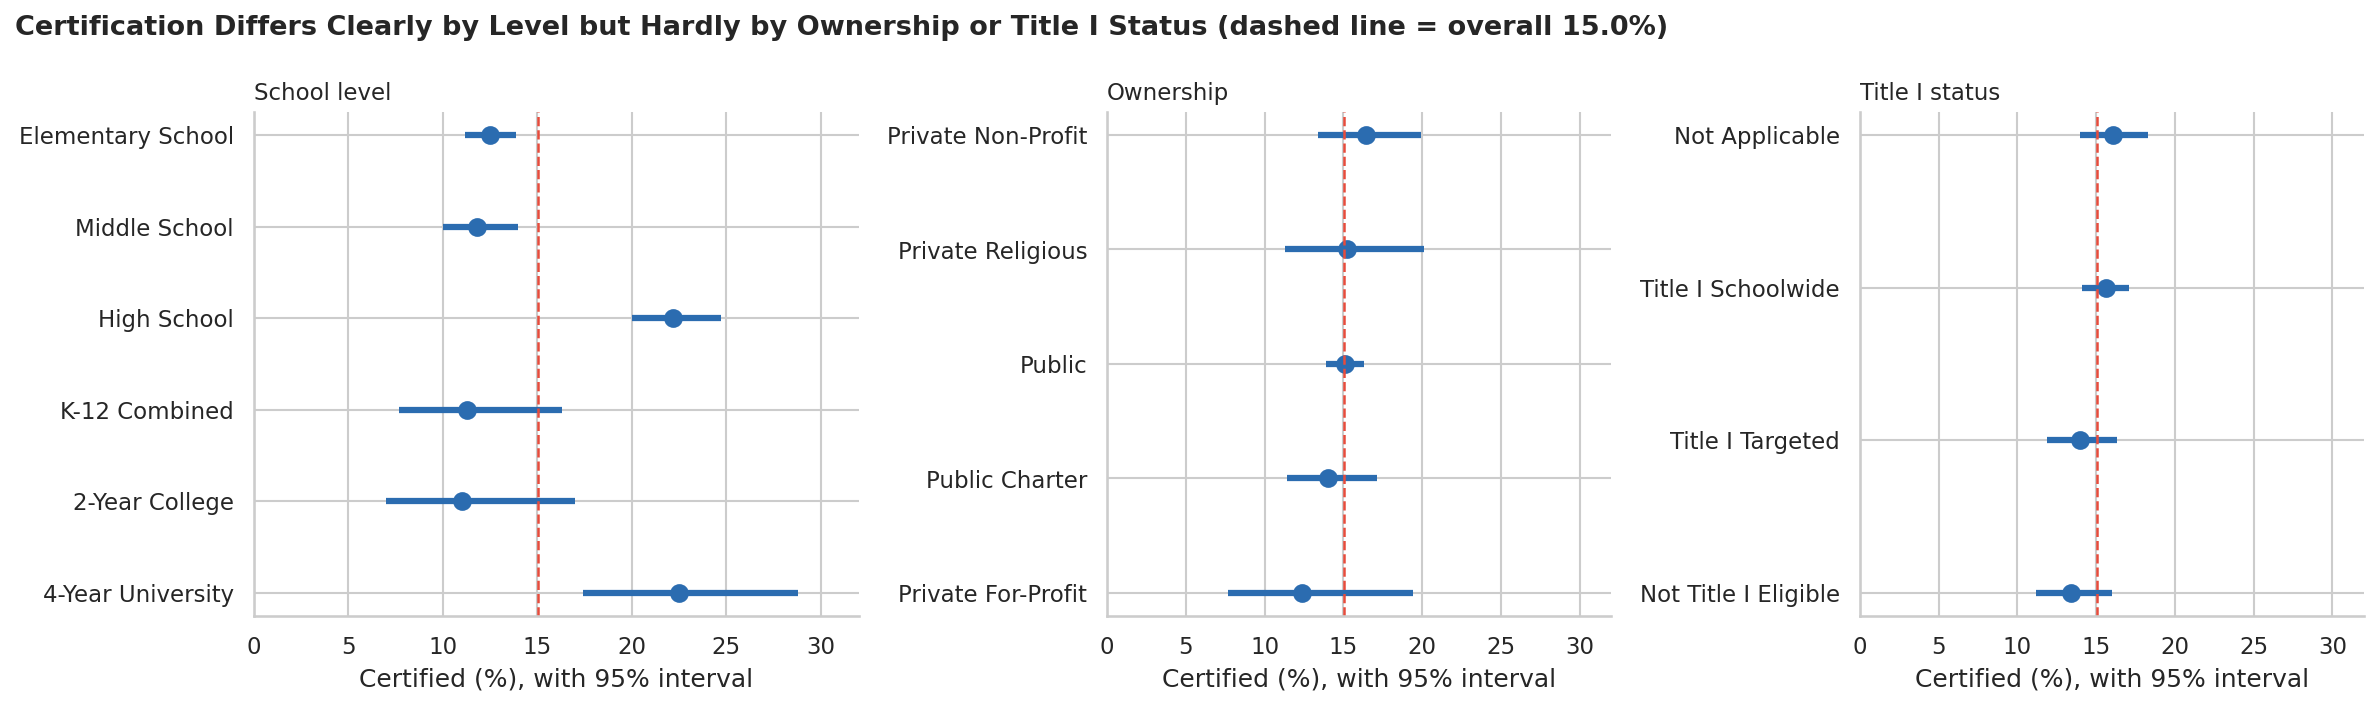 Certification Differs Clearly by Level but Hardly by Ownership or Title I Status (dashed line = overall 15.0%)
School level
Elementary School
Middle School
High School
K-12 Combined
2-Year College
4-Year University
0 5 10 15 20 25 30
Certified (%), with 95% interval
Ownership
Private Non-Profit
Private Religious
Public
Public Charter
Private For-Profit
0 5 10 15 20 25 30
Certified (%), with 95% interval
Title I status
Not Applicable
Title I Schoolwide
Title I Targeted
Not Title I Eligible
0 5 10 15 20 25 30
Certified (%), with 95% interval